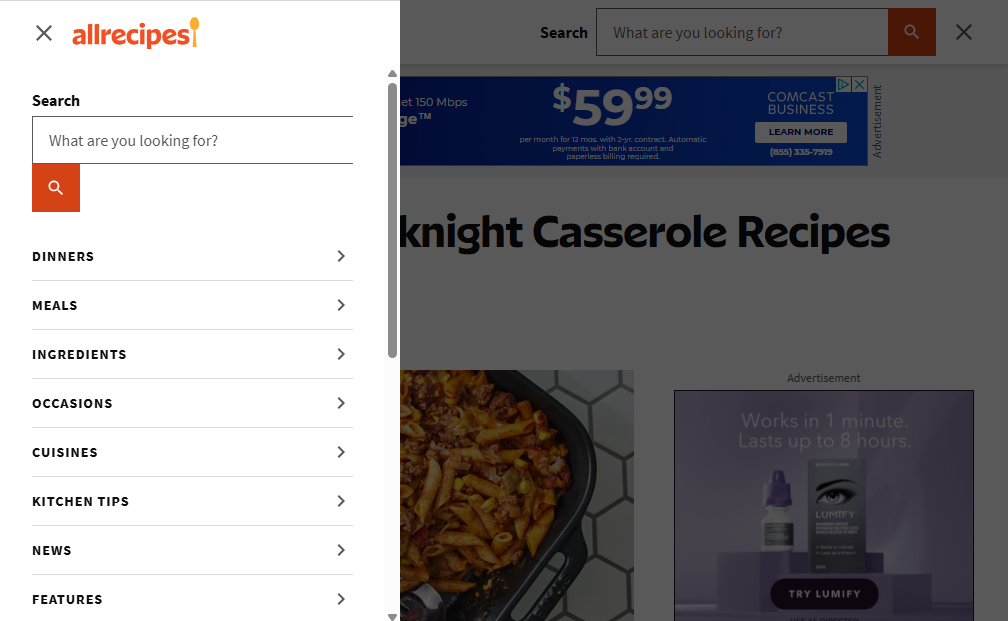 allrecipes
Search
What are you looking for?
DINNERS
MEALS
INGREDIENTS
OCCASIONS
CUISINES
KITCHEN TIPS
NEWS
FEATURES
Search
What are you looking for?
et 150 Mbps
ge™
$5999
per month for 12 mos. with 2-yr. contract. Automatic
payments with bank account and
paperless billing required.
COMCAST
BUSINESS
LEARN MORE
(855) 335-7919
Advertisement
knight Casserole Recipes
Advertisement
Works in 1 minute.
Lasts up to 8 hours.
LUMIFY
TRY LUMIFY